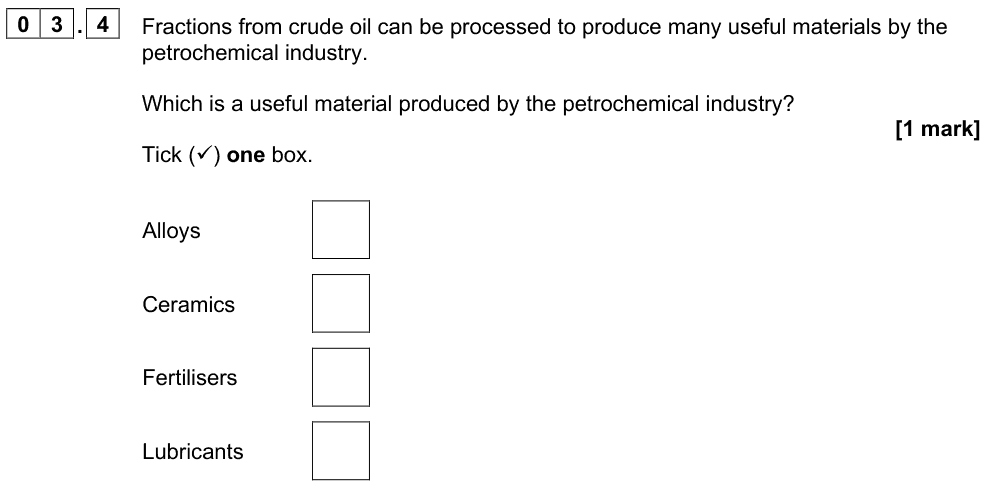 0 3 . 4 Fractions from crude oil can be processed to produce many useful materials by the
petrochemical industry.
Which is a useful material produced by the petrochemical industry?
[1 mark]
Tick (✓) one box.
Alloys
Ceramics
Fertilisers
Lubricants